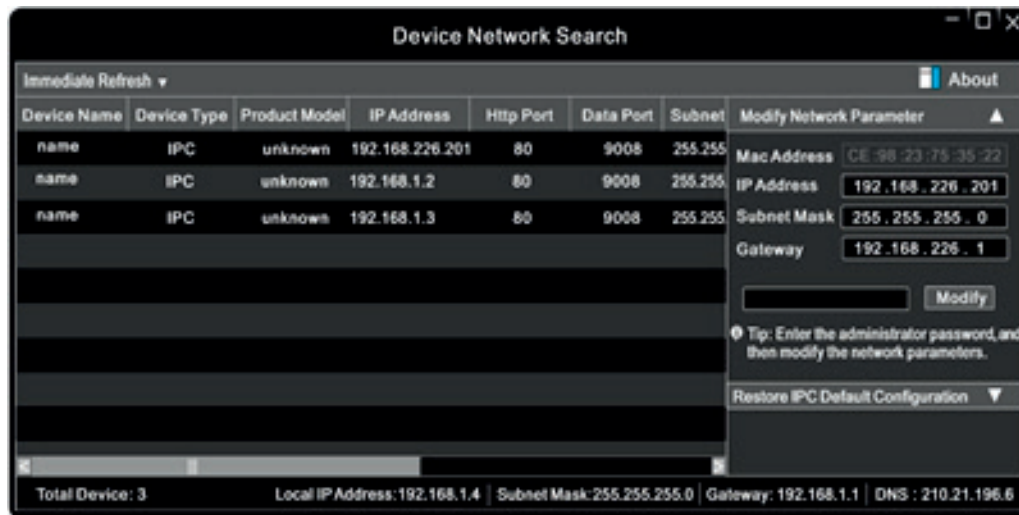 Device Network Search
Immediate Refresh
About
Device Name Device Type Product Model IP Address Http Port Data Port Subnet
name IPC unknown 192.168.226.201 80 9008 255.255
name IPC unknown 192.168.1.2 80 9008 255.255.
name IPC unknown 192.168.1.3 80 9008 255.255.
Modify Network Parameter
Mac Address CE:98:23:75:35:22
IP Address 192.168.226.201
Subnet Mask 255.255.255.0
Gateway 192.168.226.1
Modify
Tip: Enter the administrator password, and
then modify the network parameters.
Restore IPC Default Configuration
Total Device: 3 Local IP Address:192.168.1.4 Subnet Mask:255.255.255.0 Gateway: 192.168.1.1 DNS : 210.21.196.6